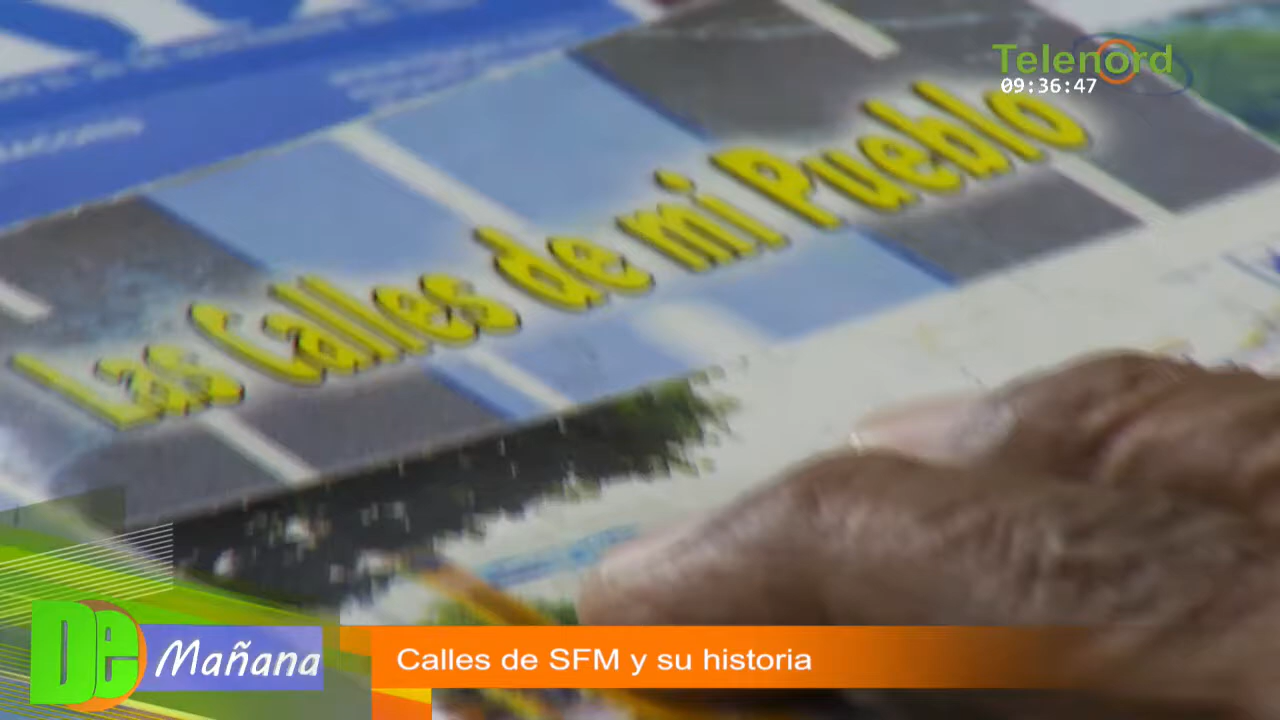 Telenord
09:36:47
Las Calles de mi Pueblo
De Mañana
Calles de SFM y su historia